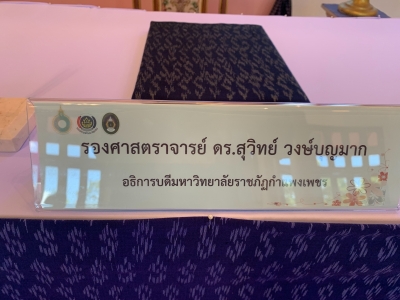 รองศาสตราจารย์ ดร.สุวิทย์ วงษ์บุญมาก
อธิการบดีมหาวิทยาลัยราชภัฏกำแพงเพชร